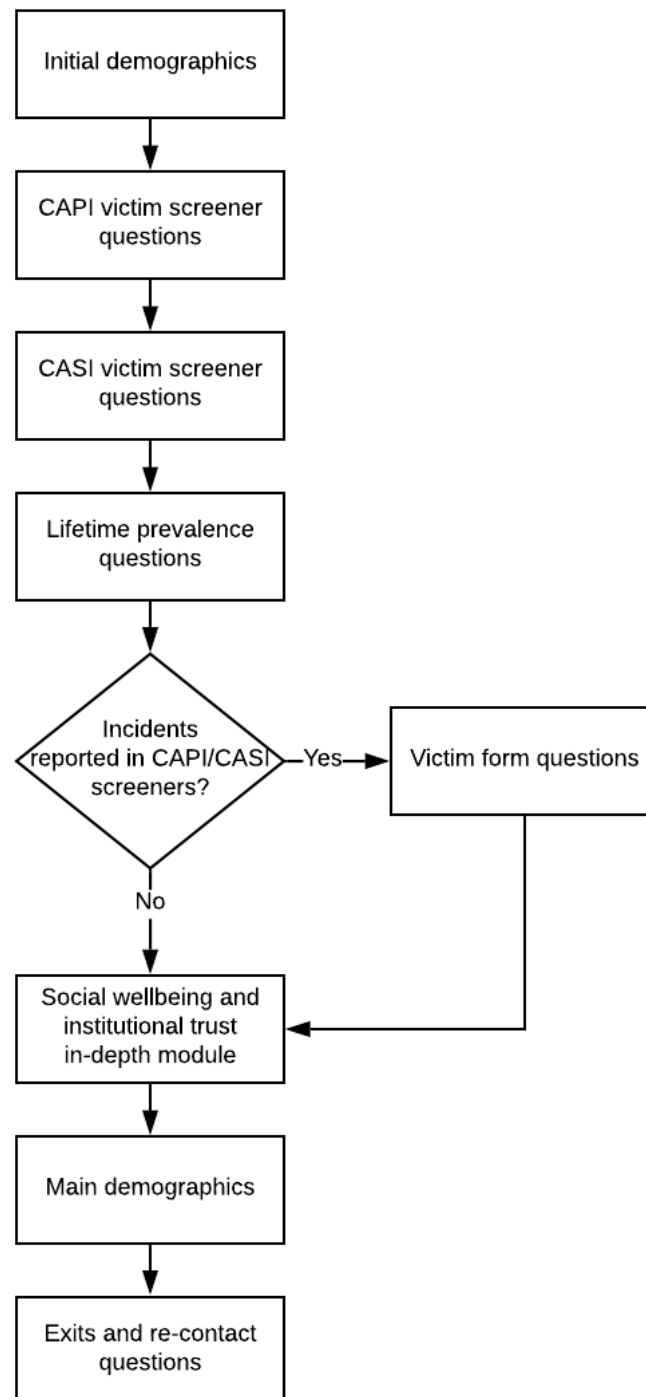 Initial demographics
CAPI victim screener
questions
CASI victim screener
questions
Lifetime prevalence
questions
Incidents
reported in CAPI/CASI
screeners?
Yes
Victim form questions
No
Social wellbeing and
institutional trust
in-depth module
Main demographics
Exits and re-contact
questions